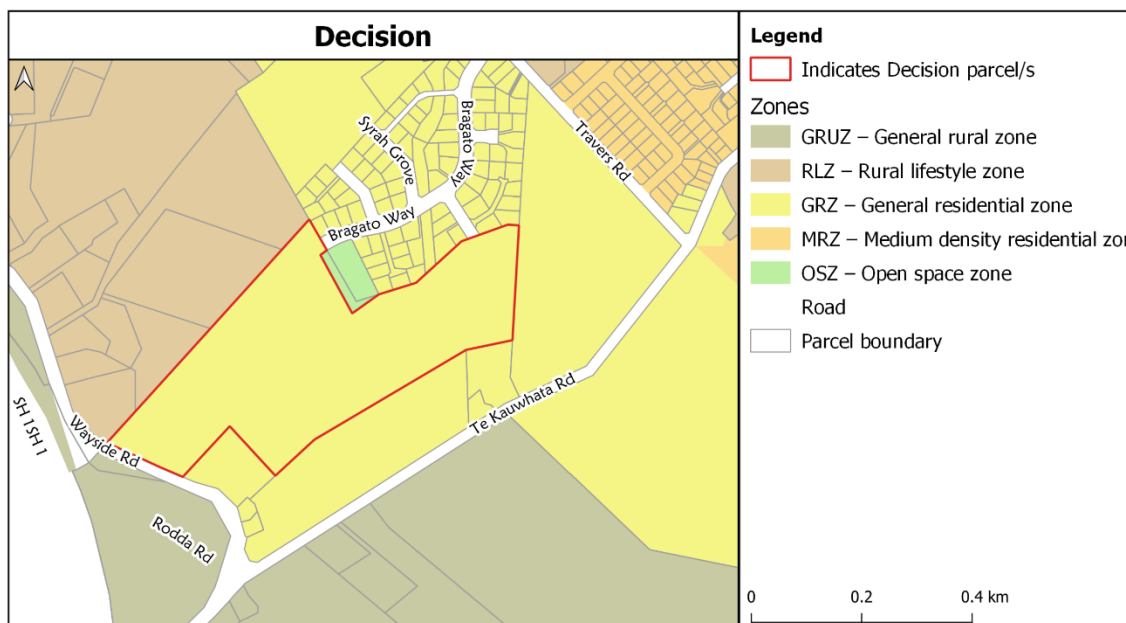 Decision
Bragato Way
Syrah Grove
Travers Rd
Bragato Way
Te Kauwhata Rd
Wayside Rd
SH 1SH 1
Rodda Rd
Legend
Indicates Decision parcel/s
Zones
GRUZ – General rural zone
RLZ – Rural lifestyle zone
GRZ – General residential zone
MRZ – Medium density residential zon
OSZ – Open space zone
Road
Parcel boundary
0 0.2 0.4 km